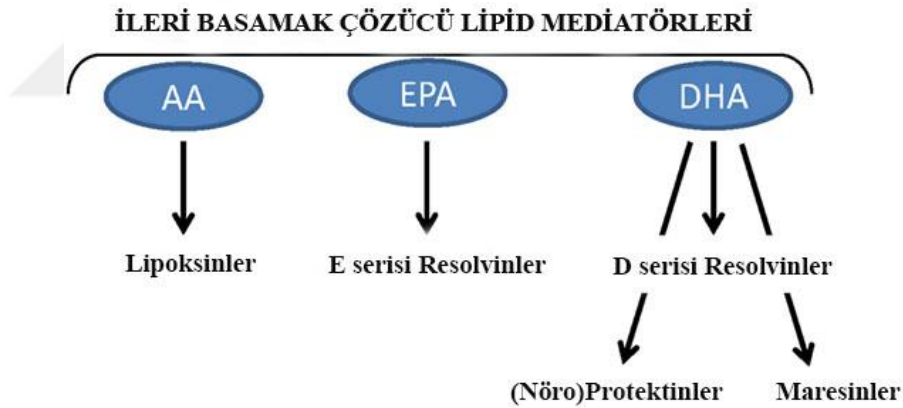 İLERİ BASAMAK ÇÖZÜCÜ LİPİD MEDİATÖRLERİ
AA EPA DHA
Lipoksinler E serisi Resolvinler D serisi Resolvinler
(Nöro)Protektinler Maresinler